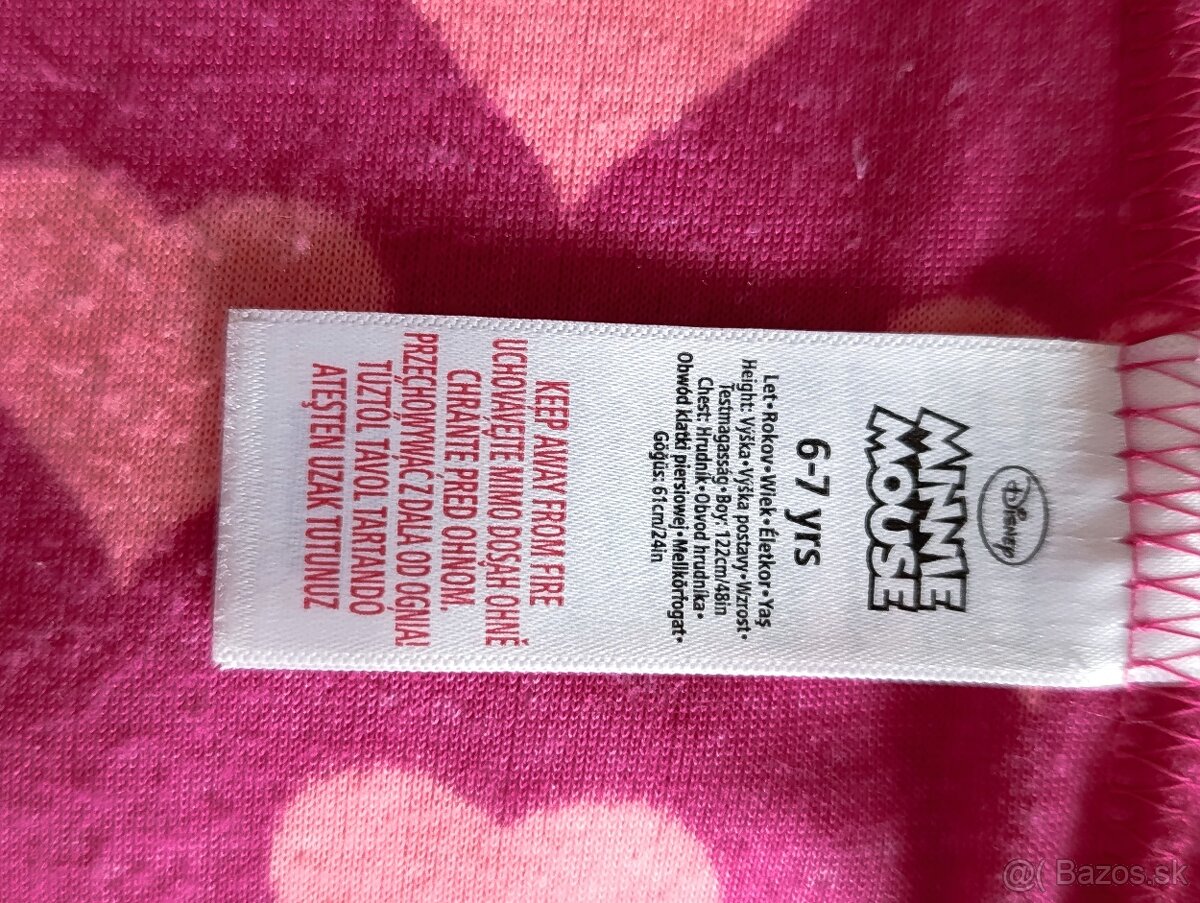 Disney
MINNIE
MOUSE
6-7 yrs
Let•Rokov•Wiek•Életkor•Yaş
Height: Výška•Výška postavy•Wzrost•
Testmagasság•Boy: 122cm/48in
Chest: Hrudník•Obvod hrudníka•
Obwód klatki piersiowej•Mellkőrfogat•
Göğüs: 61cm/24in
KEEP AWAY FROM FIRE
UCHOVÁVEJTE MIMO DOSAH OHNĚ
CHRÁNTE PRED OHŇOM.
PRZECHOWYWAĆ Z DALA OD OGNIA!
TŰZTŐL TÁVOL TARTANDÓ
ATEŞTEN UZAK TUTUNUZ
@( Bazos.sk